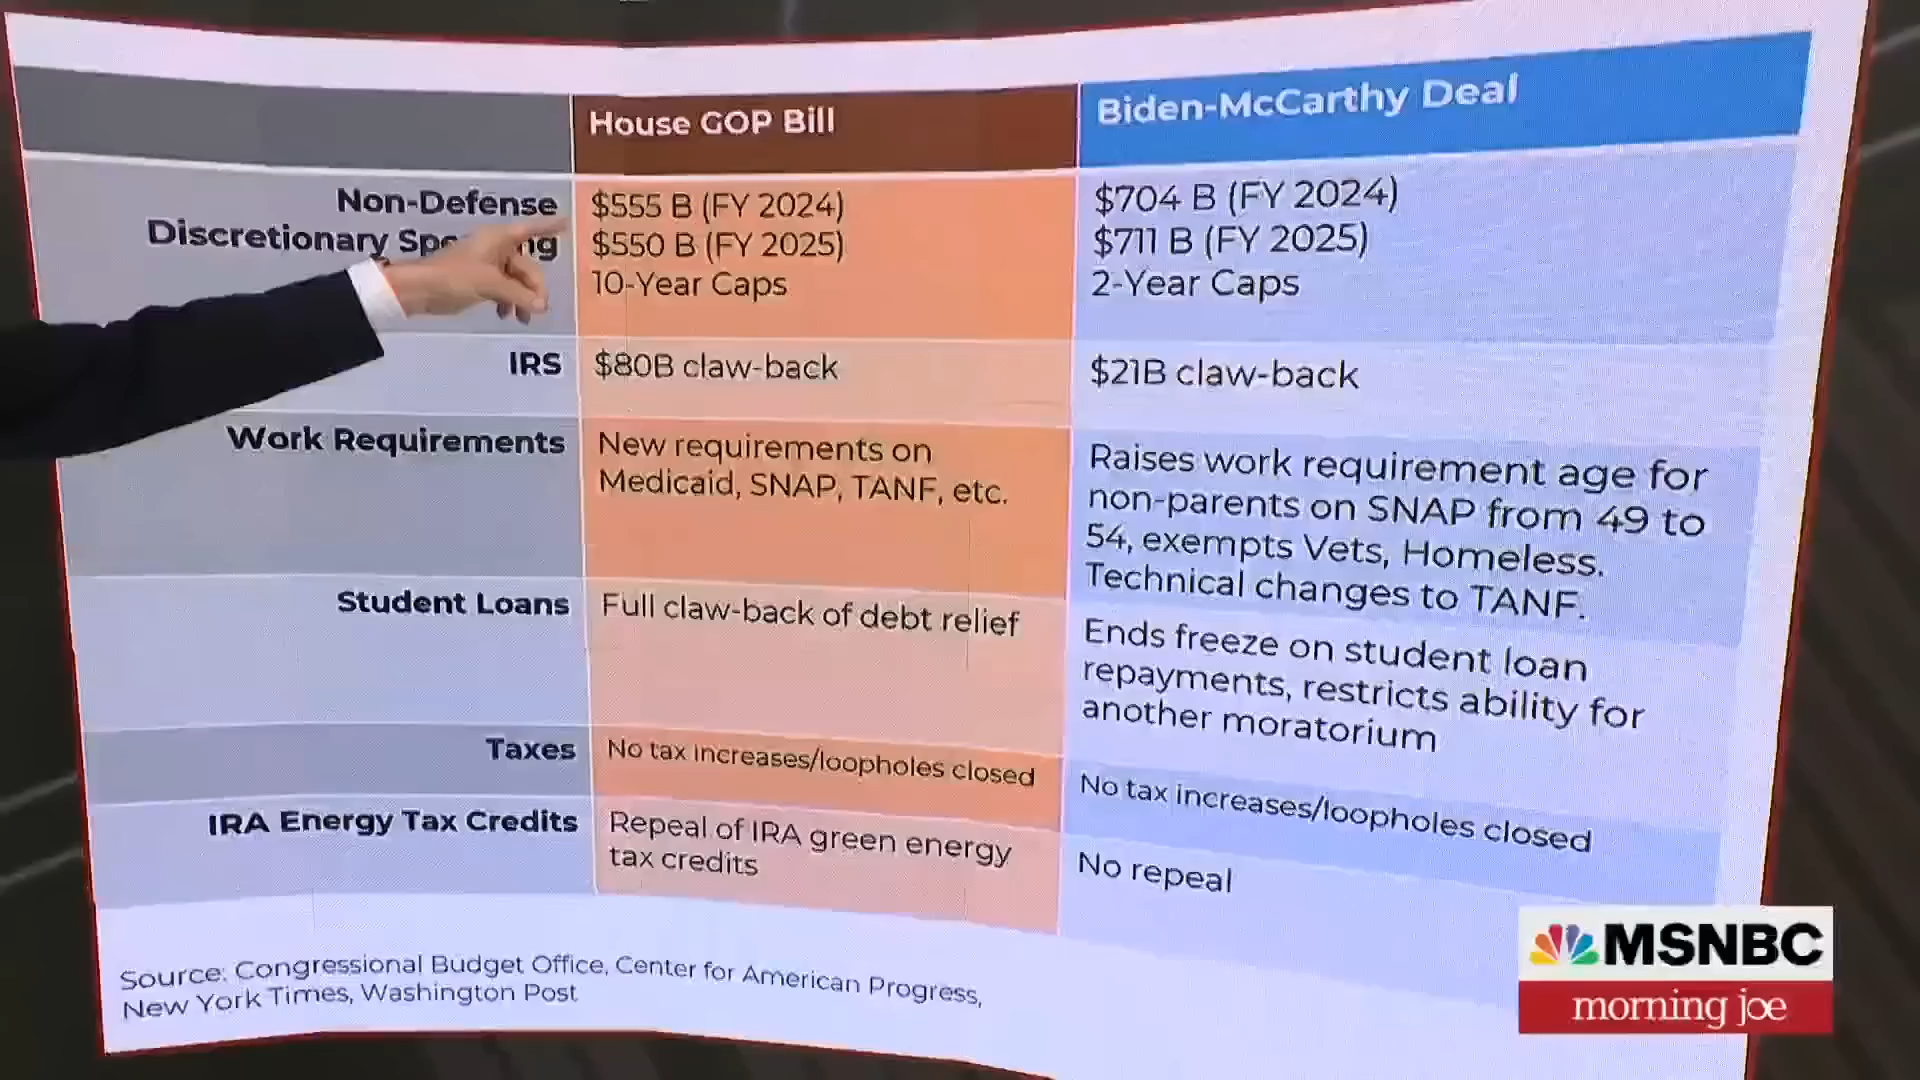 House GOP Bill
Biden-McCarthy Deal
Non-Defense
Discretionary
$555 B (FY 2024)
$550 B (FY 2025)
10-Year Caps
$704 B (FY 2024)
$711 B (FY 2025)
2-Year Caps
IRS
$80B claw-back
$21B claw-back
Work Requirements
New requirements on
Medicaid, SNAP, TANF, etc.
Raises work requirement age for
non-parents on SNAP from 49 to
54, exempts Vets, Homeless.
Technical changes to TANF.
Student Loans
Full claw-back of debt relief
Ends freeze on student loan
repayments, restricts ability for
another moratorium
Taxes
No tax increases/loopholes closed
No tax increases/loopholes closed
IRA Energy Tax Credits
Repeal of IRA green energy
tax credits
No repeal
Source: Congressional Budget Office, Center for American Progress,
New York Times, Washington Post
MSNBC
morning joe